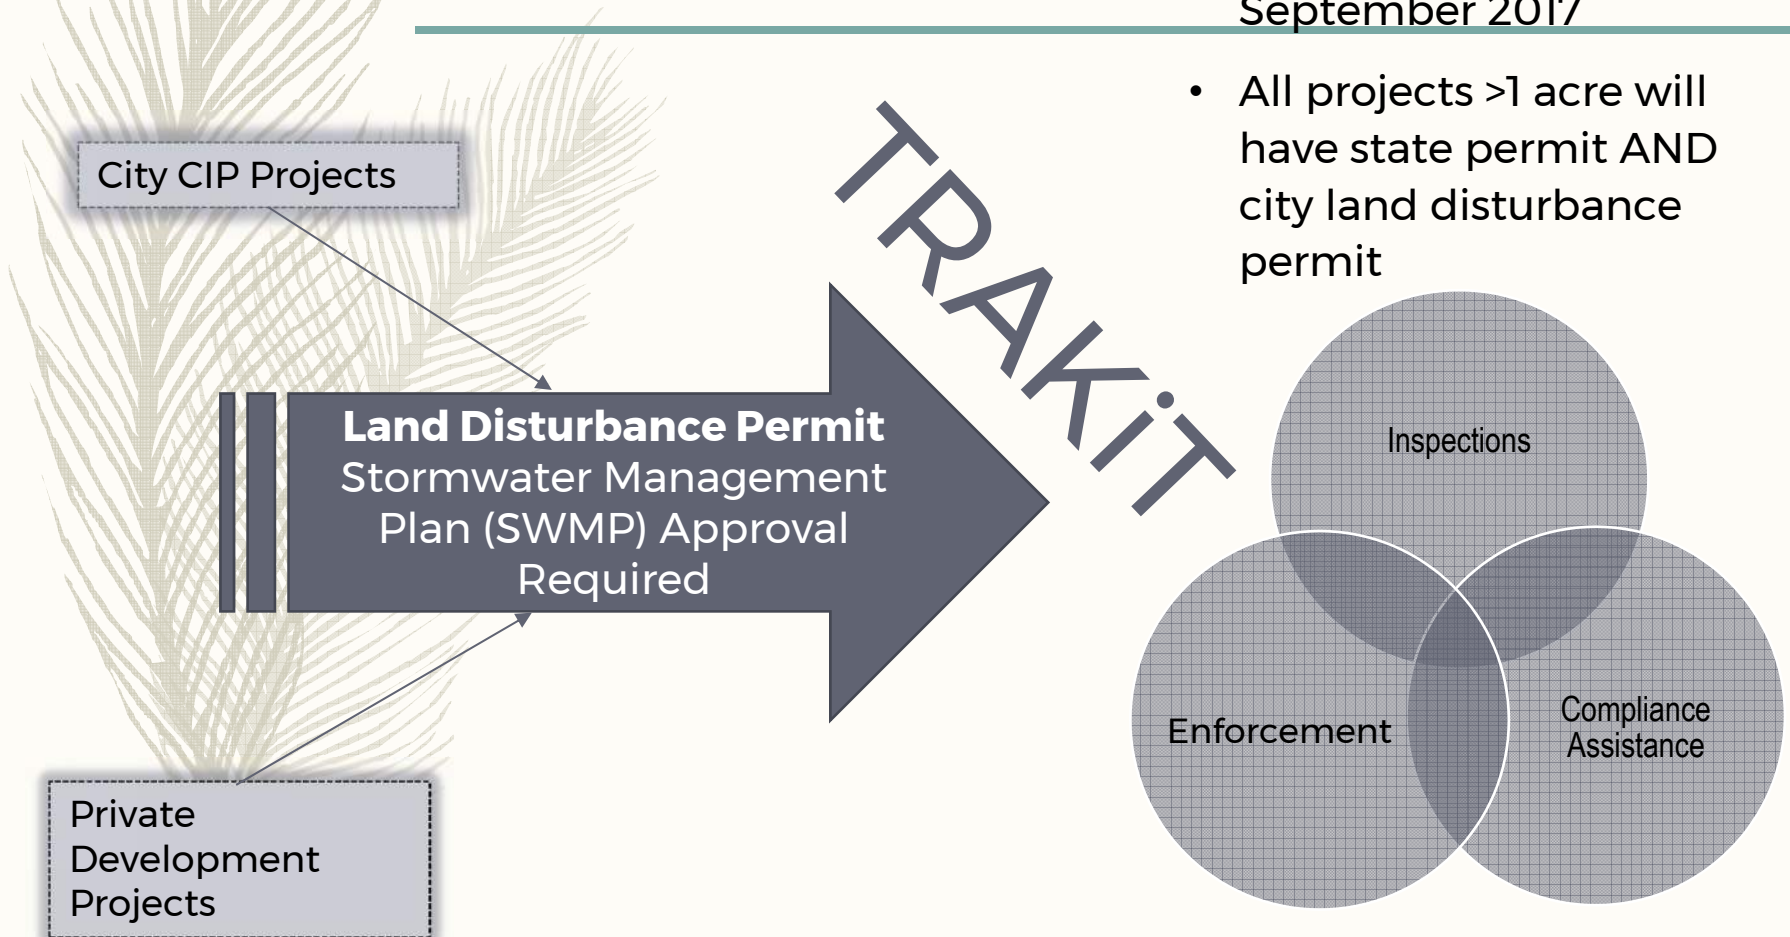 September 2017
• All projects >1 acre will
have state permit AND
city land disturbance
permit
City CIP Projects
TRAKiT
Land Disturbance Permit
Stormwater Management
Plan (SWMP) Approval
Required
Private
Development
Projects
Inspections
Enforcement
Compliance
Assistance